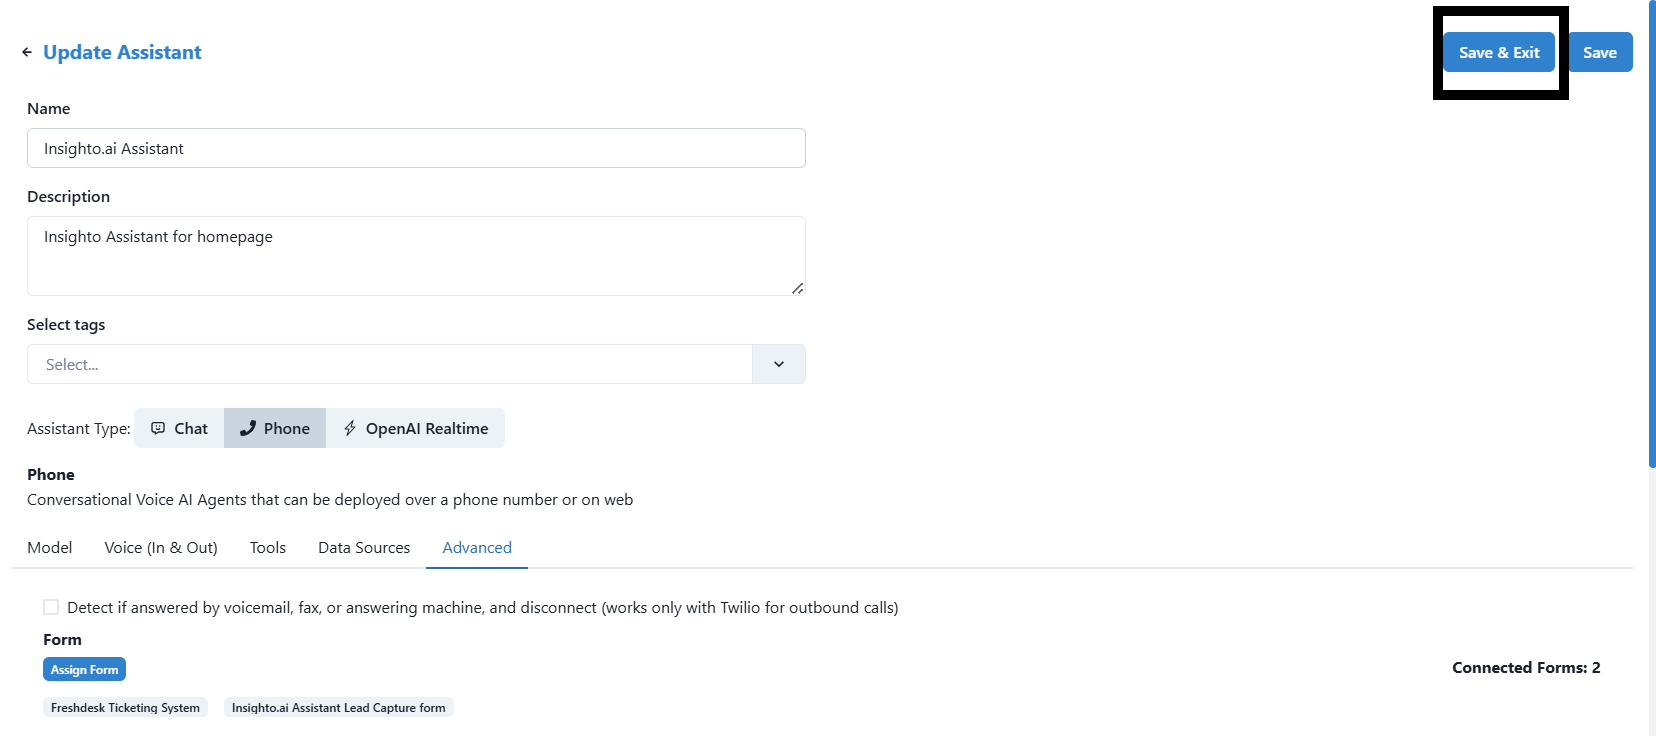 Update Assistant
Save & Exit
Save
Name
Insighto.ai Assistant
Description
Insighto Assistant for homepage
Select tags
Select...
Assistant Type:
Chat
Phone
OpenAI Realtime
Phone
Conversational Voice AI Agents that can be deployed over a phone number or on web
Model
Voice (In & Out)
Tools
Data Sources
Advanced
Detect if answered by voicemail, fax, or answering machine, and disconnect (works only with Twilio for outbound calls)
Form
Assign Form
Connected Forms: 2
Freshdesk Ticketing System
Insighto.ai Assistant Lead Capture form